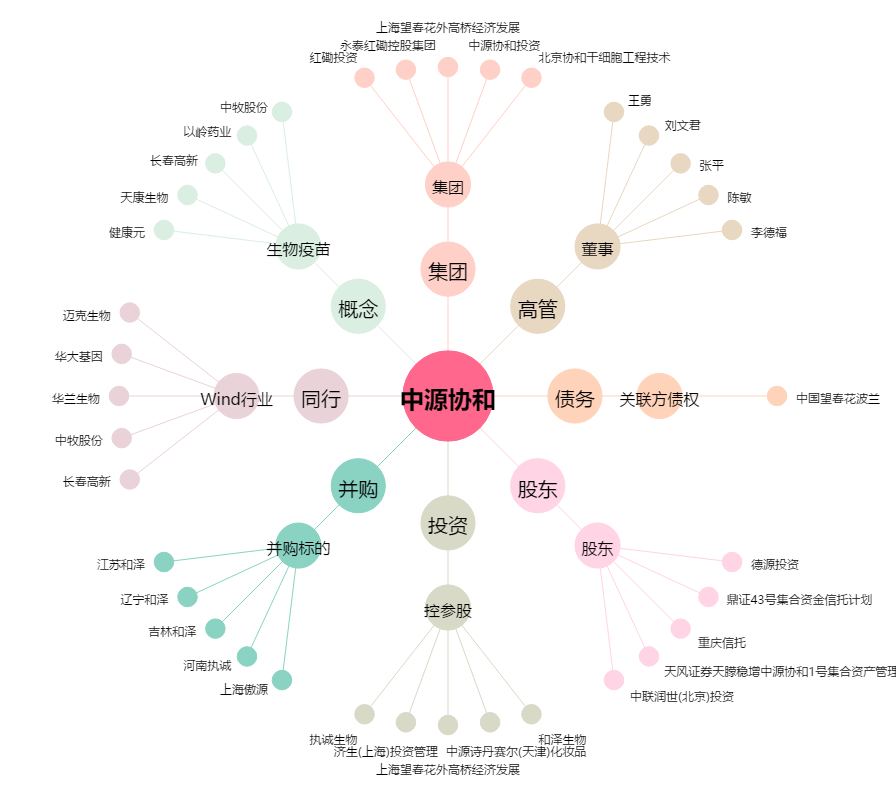 上海望春花外高桥经济发展
永泰红磡控股集团
中源协和投资
红磡投资
北京协和干细胞工程技术
中牧股份
王勇
以岭药业
刘文君
长春高新
张平
集团
天康生物
陈敏
健康元
李德福
生物疫苗
董事
集团
概念
高管
迈克生物
华大基因
华兰生物
Wind行业
同行
中源协和
债务
关联方债权
中国望春花波兰
中牧股份
长春高新
并购
股东
投资
并购标的
股东
江苏和泽
德源投资
辽宁和泽
鼎证43号集合资金信托计划
控参股
吉林和泽
重庆信托
河南执诚
天风证券天朦稳增中源协和1号集合资产管理
上海傲源
中联润世(北京)投资
执诚生物
和泽生物
济生(上海)投资管理
中源诗丹赛尔(天津)化妆品
上海望春花外高桥经济发展